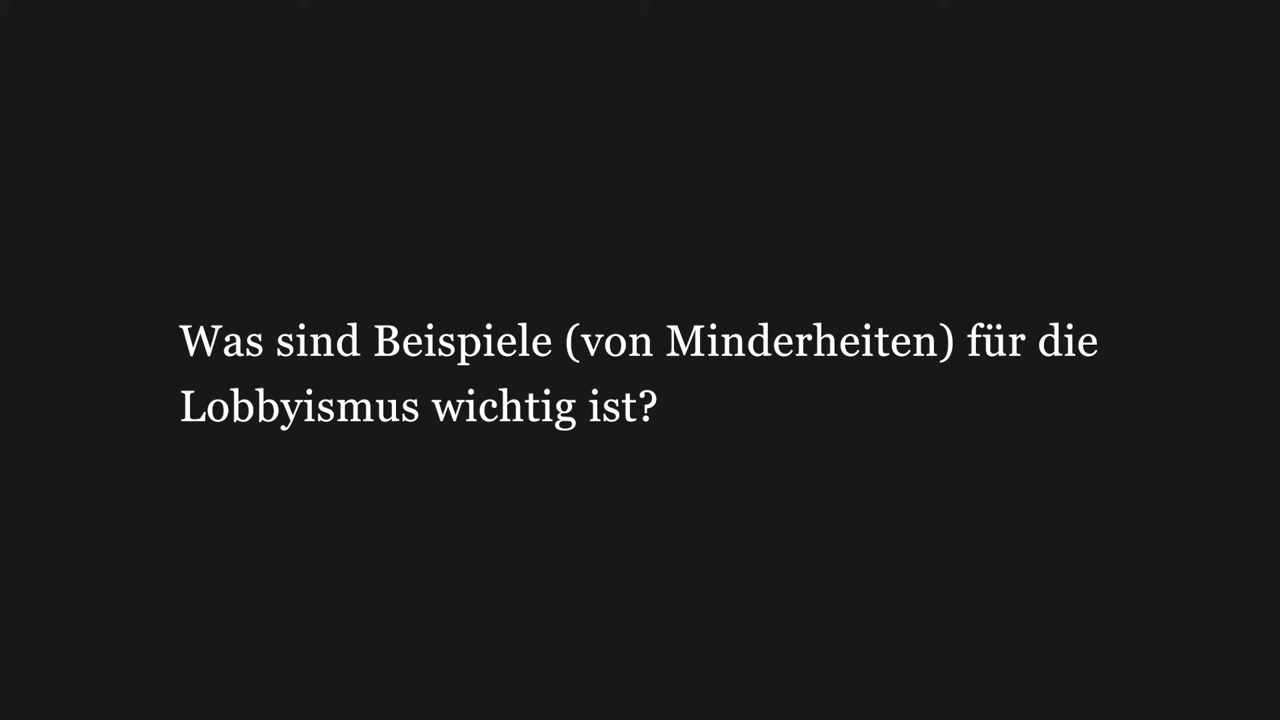 Was sind Beispiele (von Minderheiten) für die
Lobbyismus wichtig ist?